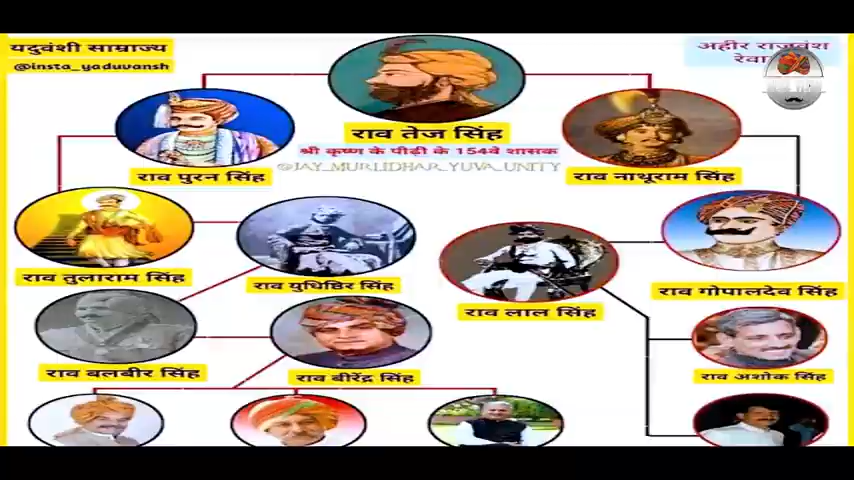 यदुवंशी साम्राज्य
@insta_yaduvansh
अहीर राजवंश
राव तेज सिंह
श्री कृष्ण के पीढ़ी के 154वे शासक
@JAY_MURLIDHAR_YUVA_UNITY
राव पुरन सिंह
राव नाथूराम सिंह
राव तुलाराम सिंह
राव युधिष्ठिर सिंह
राव लाल सिंह
राव गोपालदेव सिंह
राव बलबीर सिंह
राव बीरेंद्र सिंह
राव अशोक सिंह